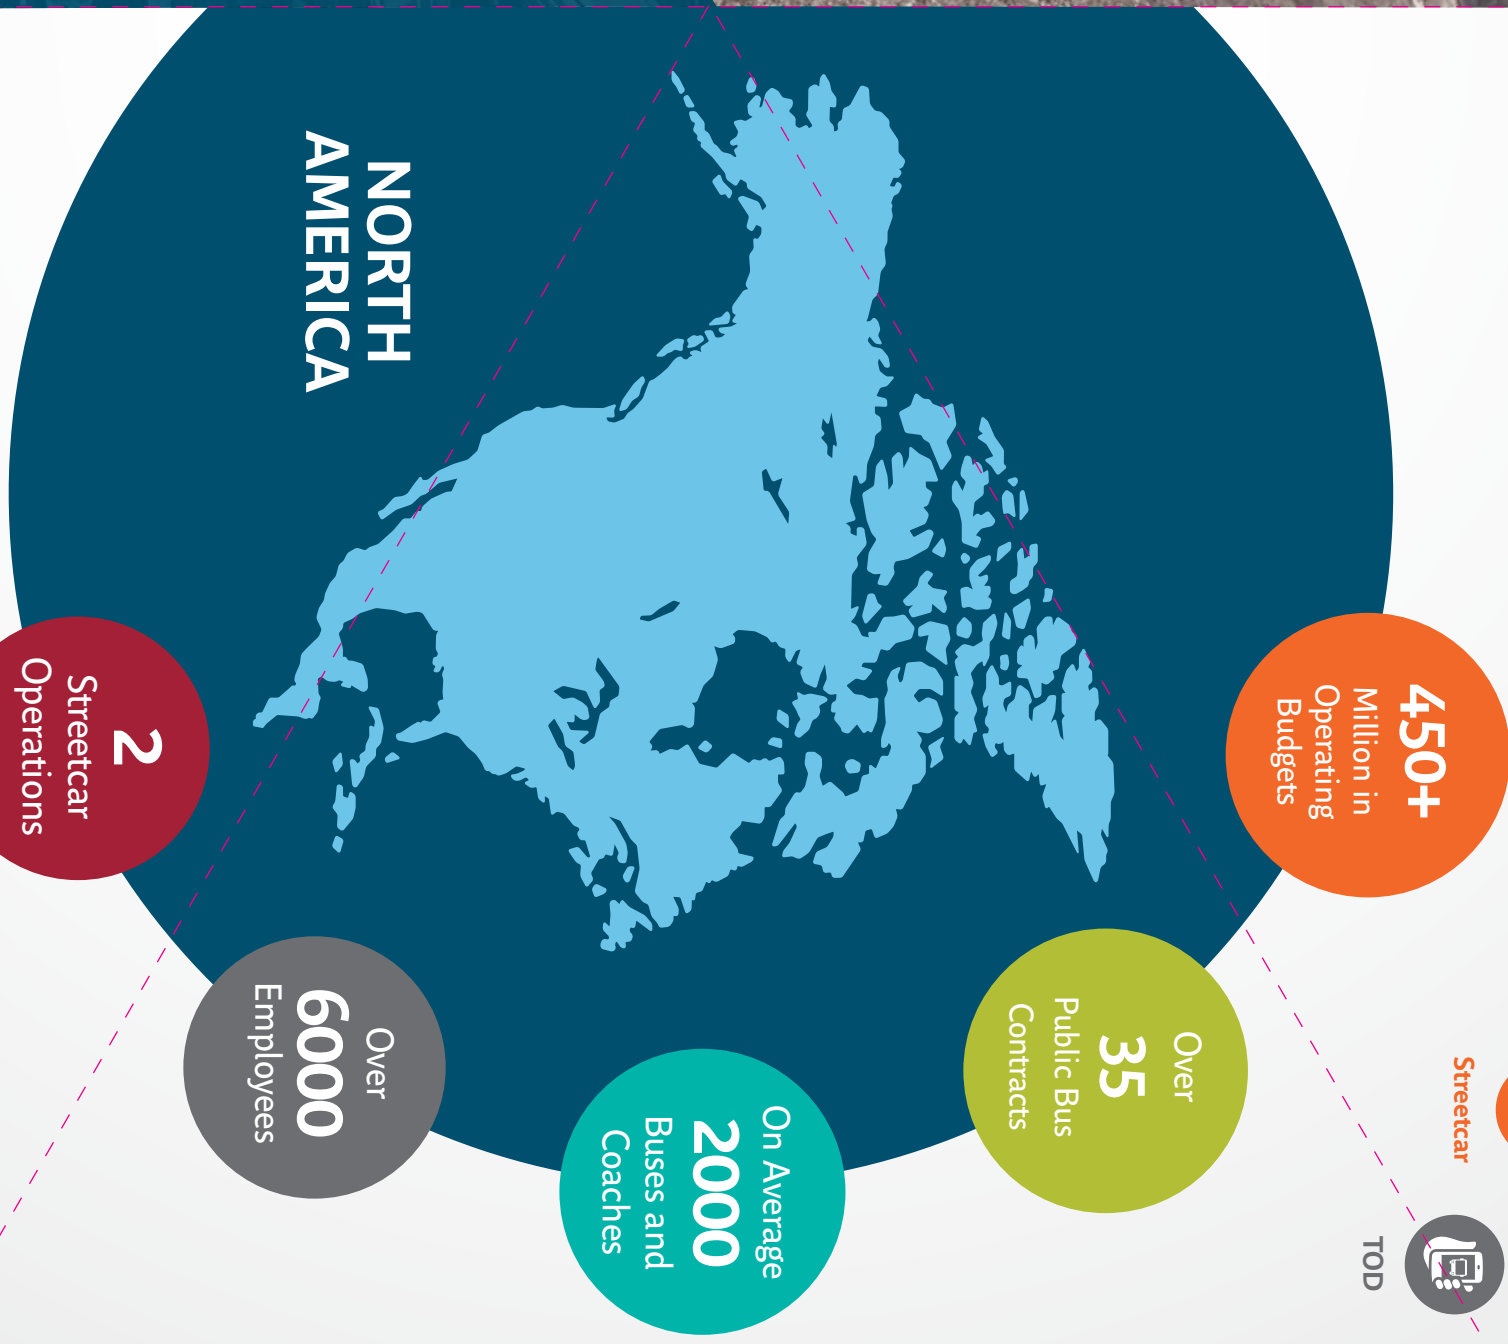 NORTH
AMERICA
450+
Million in
Operating
Budgets
Over
35
Public Bus
Contracts
On Average
2000
Buses and
Coaches
Over
6000
Employees
2
Streetcar
Operations
Streetcar
TOD